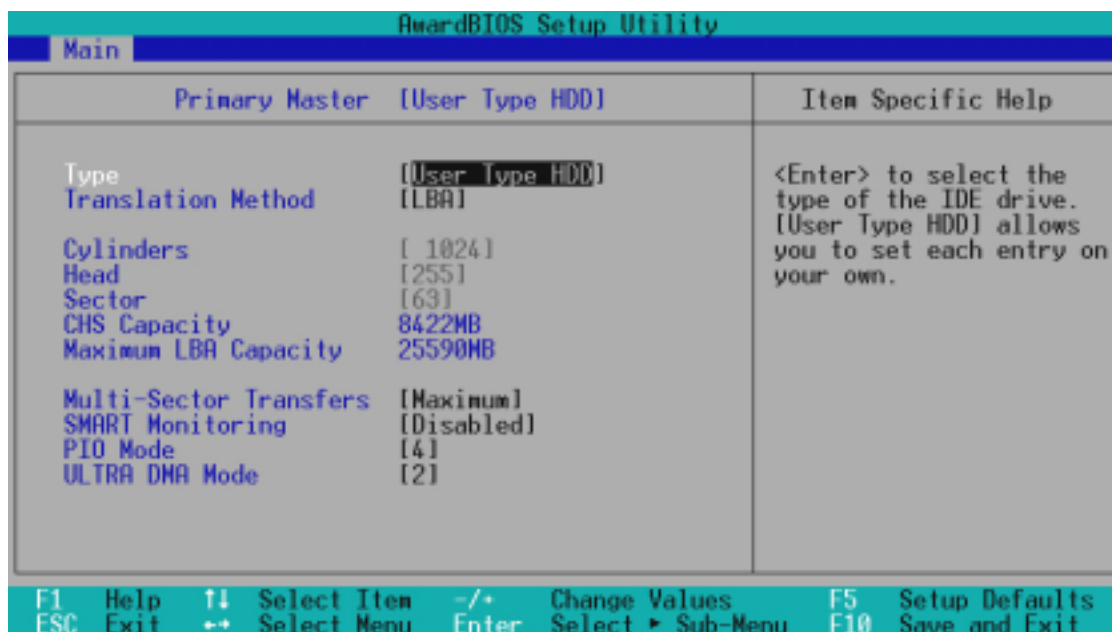 AwardBIOS Setup Utility
Main
Primary Master [User Type HDD]
Item Specific Help
Type [User Type HDD]
Translation Method [LBA]
Cylinders [ 1024]
Head [255]
Sector [63]
CHS Capacity 8422MB
Maximum LBA Capacity 25590MB
Multi-Sector Transfers [Maximum]
SMART Monitoring [Disabled]
PIO Mode [4]
ULTRA DMA Mode [2]
<Enter> to select the
type of the IDE drive.
[User Type HDD] allows
you to set each entry on
your own.
F1 Help ↑↓ Select Item -/+ Change Values F5 Setup Defaults
ESC Exit ←→ Select Menu Enter Select ► Sub-Menu F10 Save and Exit